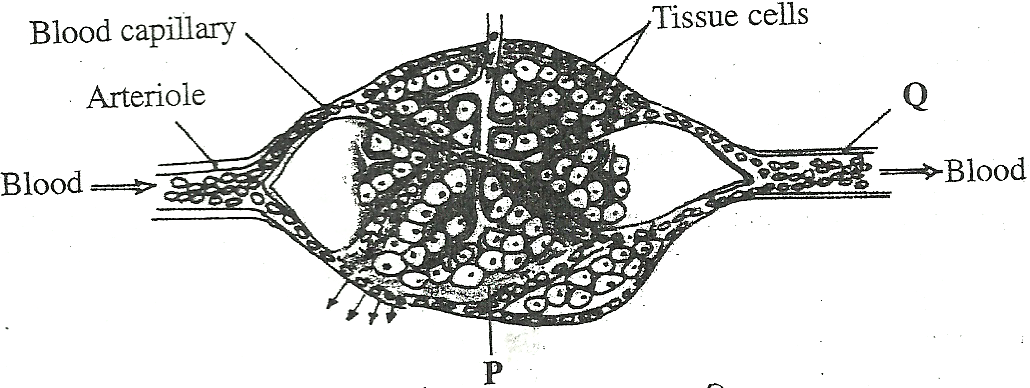 Blood capillary
Tissue cells
Arteriole
Q
Blood
Blood
P